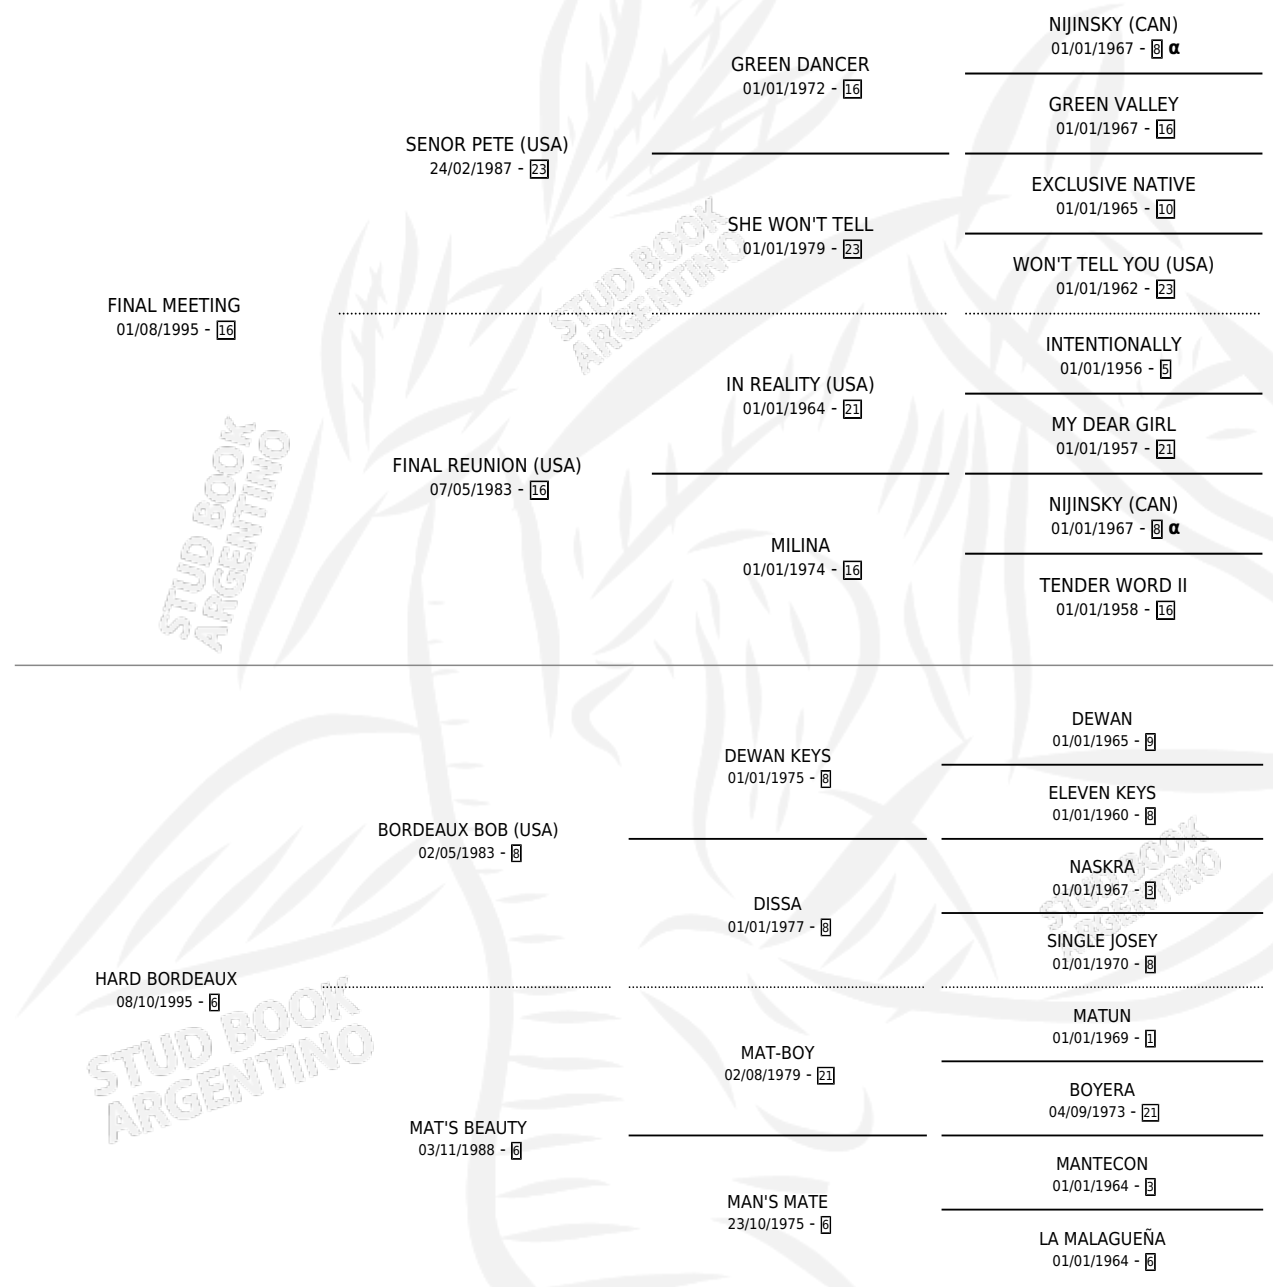 NIJINSKY (CAN)
01/01/1967 - 8 α
GREEN DANCER
01/01/1972 - 16
GREEN VALLEY
01/01/1967 - 16
SENOR PETE (USA)
24/02/1987 - 23
EXCLUSIVE NATIVE
01/01/1965 - 10
SHE WON'T TELL
01/01/1979 - 23
WON'T TELL YOU (USA)
01/01/1962 - 23
FINAL MEETING
01/08/1995 - 16
INTENTIONALLY
01/01/1956 - 5
IN REALITY (USA)
01/01/1964 - 21
MY DEAR GIRL
01/01/1957 - 21
FINAL REUNION (USA)
07/05/1983 - 16
NIJINSKY (CAN)
01/01/1967 - 8 α
MILINA
01/01/1974 - 16
TENDER WORD II
01/01/1958 - 16
STUD BOOK
ARGENTINO
STUD BOOK
ARGENTINO
DEWAN
01/01/1965 - 9
DEWAN KEYS
01/01/1975 - 8
ELEVEN KEYS
01/01/1960 - 8
BORDEAUX BOB (USA)
02/05/1983 - 8
NASKRA
01/01/1967 - 3
DISSA
01/01/1977 - 8
SINGLE JOSEY
01/01/1970 - 8
HARD BORDEAUX
08/10/1995 - 6
MATUN
01/01/1969 - 1
MAT-BOY
02/08/1979 - 21
BOYERA
04/09/1973 - 21
MAT'S BEAUTY
03/11/1988 - 6
MANTECON
01/01/1964 - 3
MAN'S MATE
23/10/1975 - 6
LA MALAGUEÑA
01/01/1964 - 6
STUD BOOK
ARGENTINO
STUD BOOK
ARGENTINO